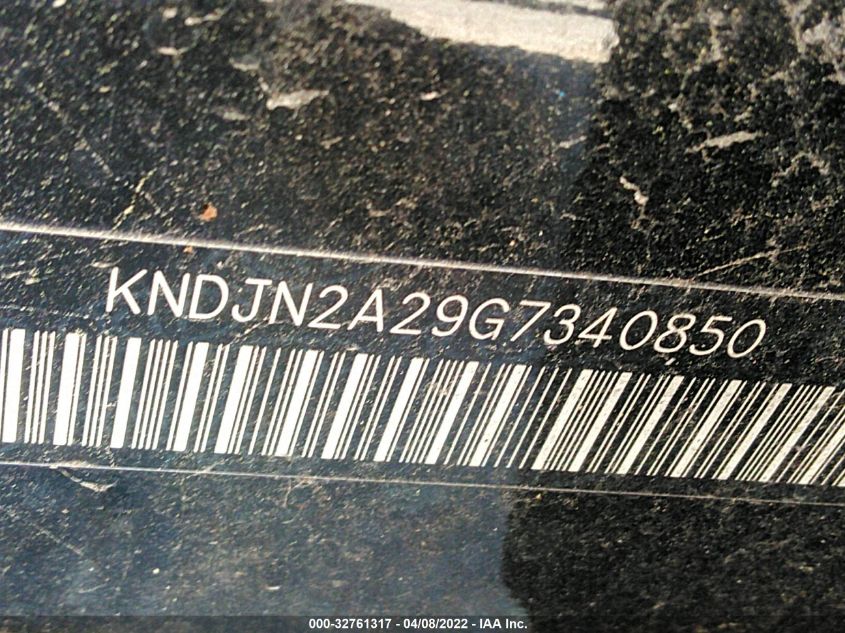 KNDJN2A29G7340850
000-32761317 | 04/08/2022 - IAA Inc.